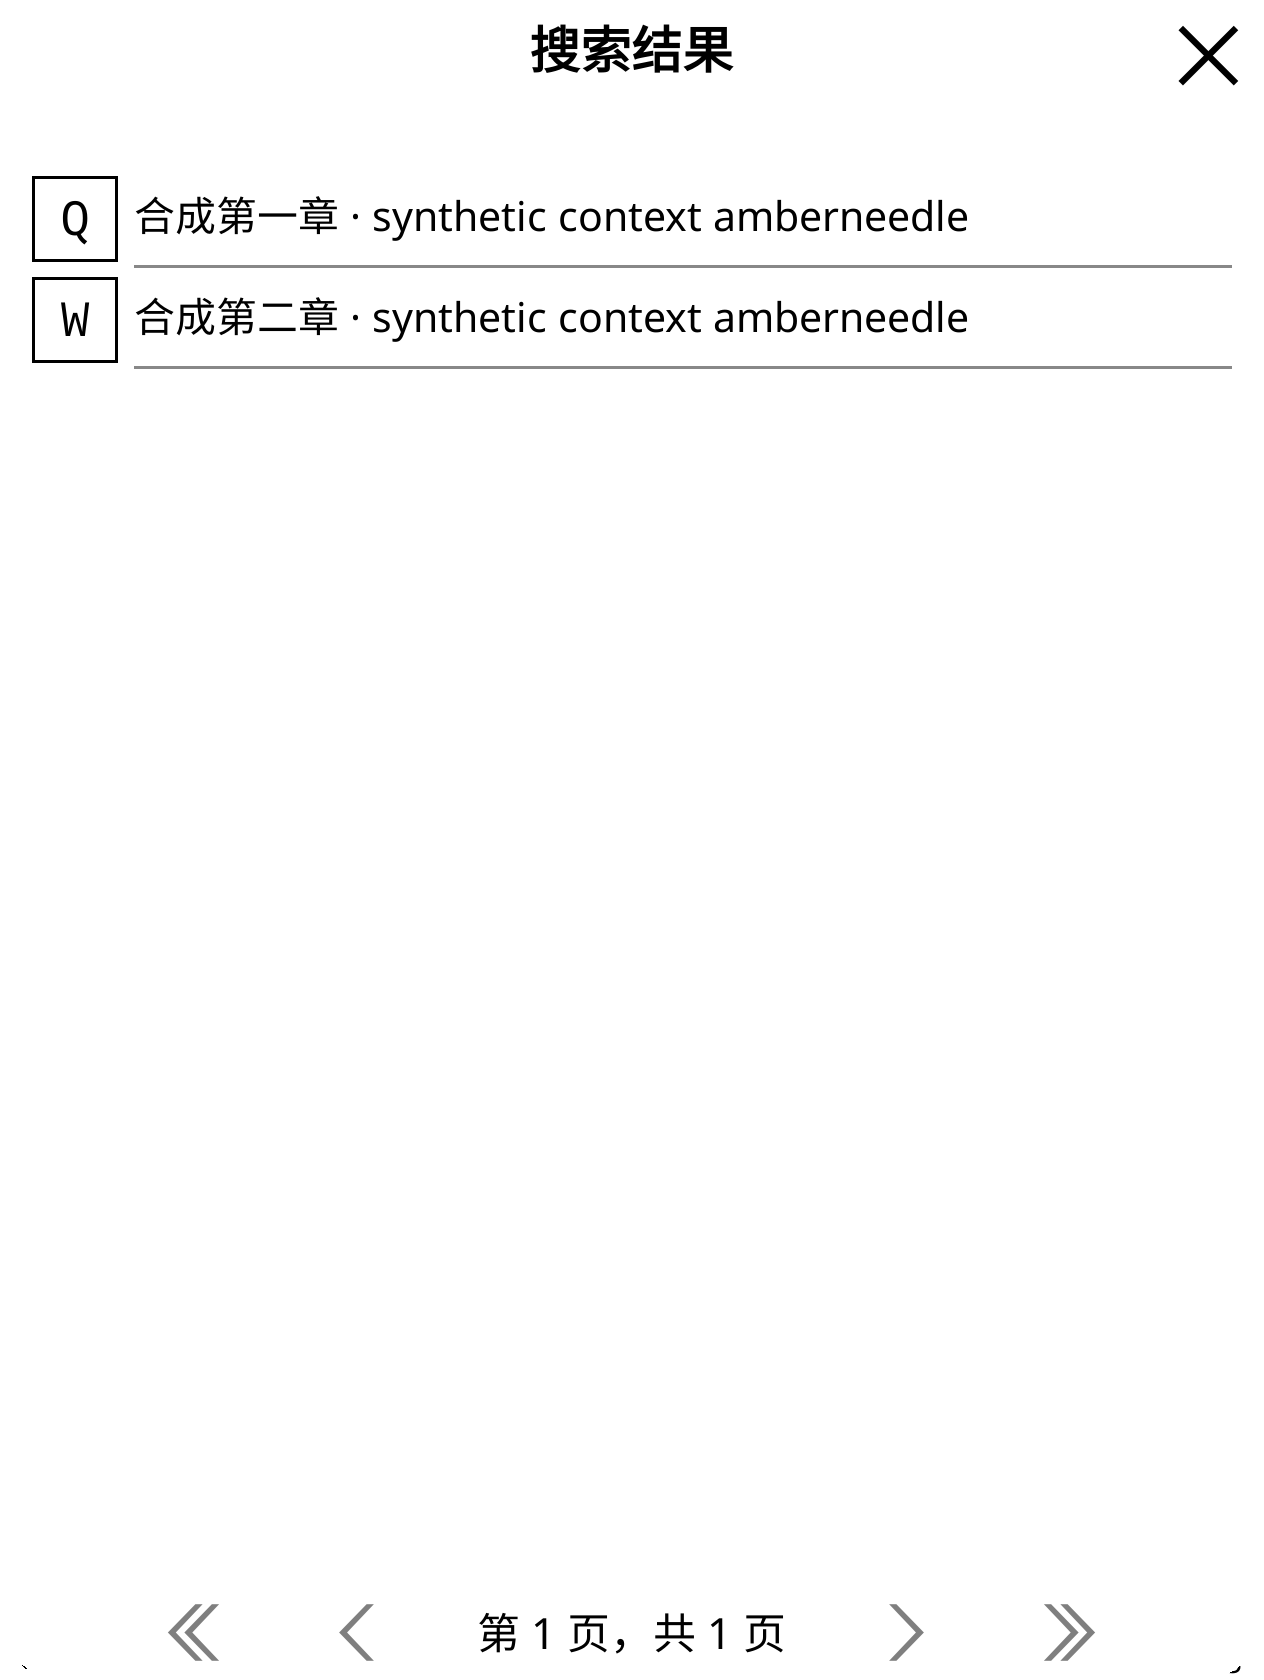 搜索结果
Q 合成第一章 · synthetic context amberneedle
W 合成第二章 · synthetic context amberneedle
第 1 页，共 1 页